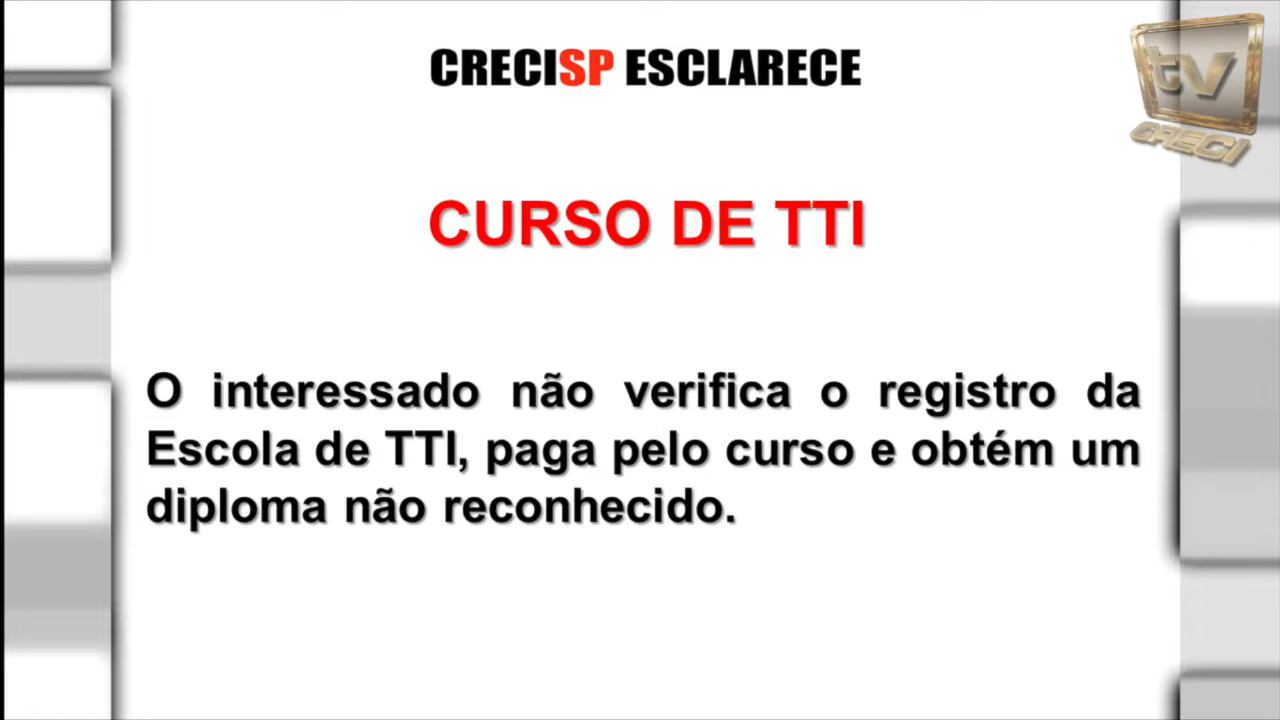 CRECISP ESCLARECE
tv
CRECI
CURSO DE TTI
O interessado não verifica o registro da
Escola de TTI, paga pelo curso e obtém um
diploma não reconhecido.